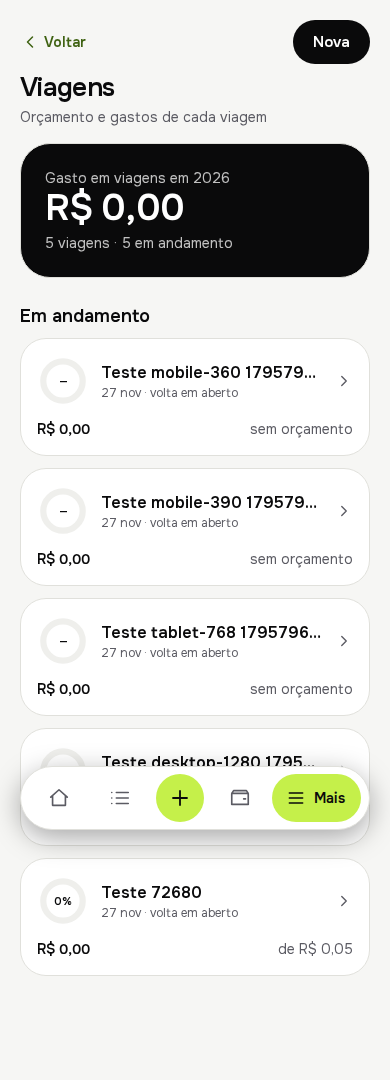 Voltar
Nova
Viagens
Orçamento e gastos de cada viagem
Gasto em viagens em 2026
R$ 0,00
5 viagens · 5 em andamento
Em andamento
– Teste mobile-360 179579...
27 nov · volta em aberto
R$ 0,00 sem orçamento
– Teste mobile-390 179579...
27 nov · volta em aberto
R$ 0,00 sem orçamento
– Teste tablet-768 1795796...
27 nov · volta em aberto
R$ 0,00 sem orçamento
Teste desktop-1280 1795...
Mais
0% Teste 72680
27 nov · volta em aberto
R$ 0,00 de R$ 0,05